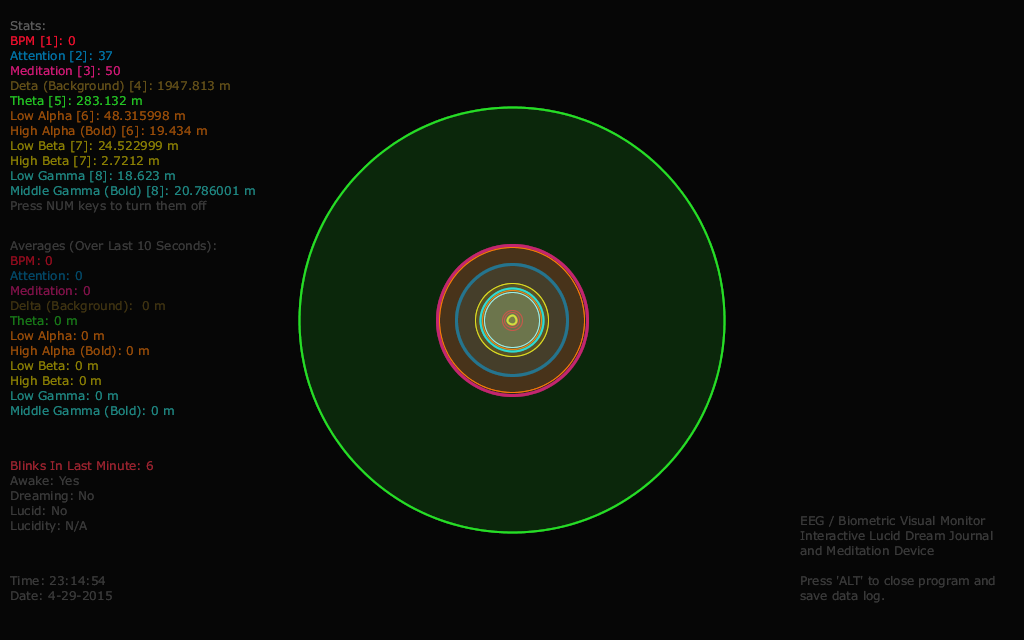 Stats:
BPM [1]: 0
Attention [2]: 37
Meditation [3]: 50
Deta (Background) [4]: 1947.813 m
Theta [5]: 283.132 m
Low Alpha [6]: 48.315998 m
High Alpha (Bold) [6]: 19.434 m
Low Beta [7]: 24.522999 m
High Beta [7]: 2.7212 m
Low Gamma [8]: 18.623 m
Middle Gamma (Bold) [8]: 20.786001 m
Press NUM keys to turn them off
Averages (Over Last 10 Seconds):
BPM: 0
Attention: 0
Meditation: 0
Delta (Background):  0 m
Theta: 0 m
Low Alpha: 0 m
High Alpha (Bold): 0 m
Low Beta: 0 m
High Beta: 0 m
Low Gamma: 0 m
Middle Gamma (Bold): 0 m
Blinks In Last Minute: 6
Awake: Yes
Dreaming: No
Lucid: No
Lucidity: N/A
Time: 23:14:54
Date: 4-29-2015
EEG / Biometric Visual Monitor
Interactive Lucid Dream Journal
and Meditation Device
Press 'ALT' to close program and
save data log.